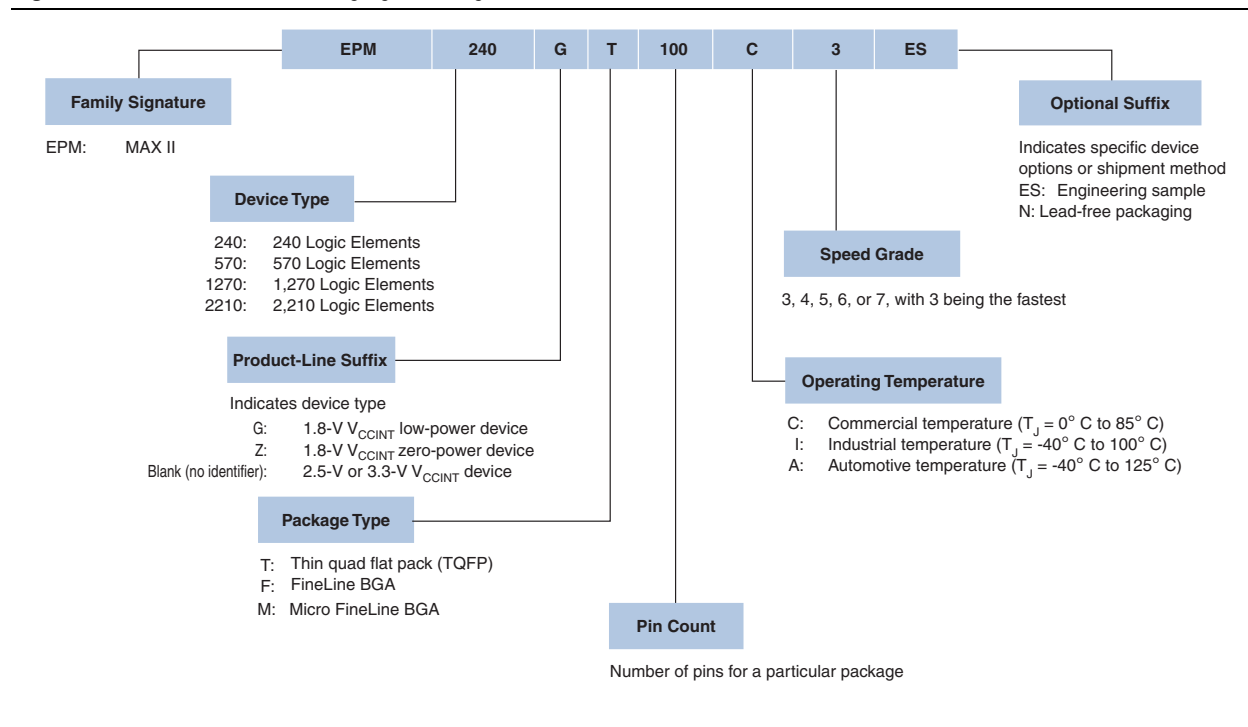 EPM 240 G T 100 C 3 ES
Family Signature
EPM: MAX II
Optional Suffix
Indicates specific device
options or shipment method
ES: Engineering sample
N: Lead-free packaging
Device Type
240: 240 Logic Elements
570: 570 Logic Elements
1270: 1,270 Logic Elements
2210: 2,210 Logic Elements
Speed Grade
3, 4, 5, 6, or 7, with 3 being the fastest
Product-Line Suffix
Indicates device type
G: 1.8-V VCCINT low-power device
Z: 1.8-V VCCINT zero-power device
Blank (no identifier): 2.5-V or 3.3-V VCCINT device
Operating Temperature
C: Commercial temperature (TJ = 0° C to 85° C)
I: Industrial temperature (TJ = -40° C to 100° C)
A: Automotive temperature (TJ = -40° C to 125° C)
Package Type
T: Thin quad flat pack (TQFP)
F: FineLine BGA
M: Micro FineLine BGA
Pin Count
Number of pins for a particular package